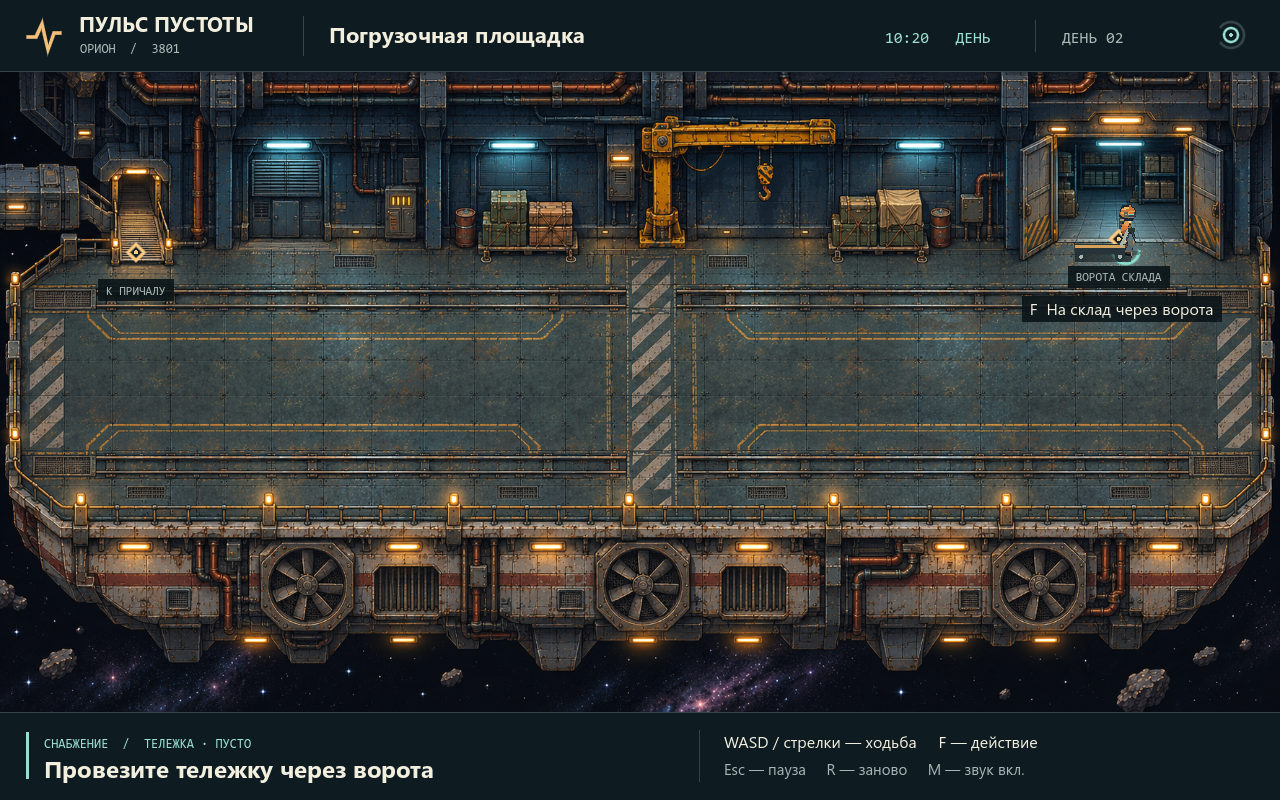 ПУЛЬС ПУСТОТЫ
ОРИОН / 3801
Погрузочная площадка
10:20 ДЕНЬ
ДЕНЬ 02
К ПРИЧАЛУ
ВОРОТА СКЛАДА
F На склад через ворота
СНАБЖЕНИЕ / ТЕЛЕЖКА · ПУСТО
Провезите тележку через ворота
WASD / стрелки — ходьба F — действие
Esc — пауза R — заново M — звук вкл.